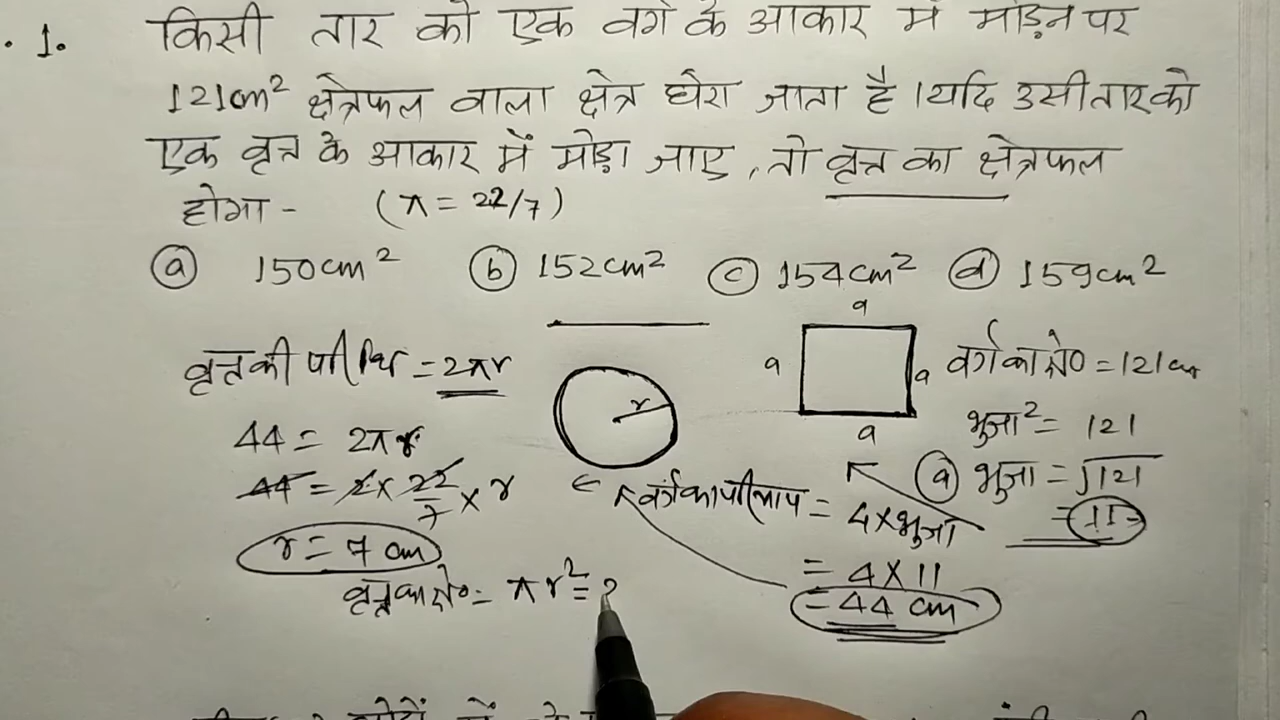 1. किसी तार को एक वर्ग के आकार में मोड़ने पर
121cm² क्षेत्रफल वाला क्षेत्र घेरा जाता है । यदि उसी तार को
एक वृत्त के आकार में मोड़ा जाए, तो वृत्त का क्षेत्रफल
होगा - (π = 22/7)
ⓐ 150cm² ⓑ 152cm² ⓒ 154cm² ⓓ 159cm²
वृत्त की परिधि = 2πr
44 = 2πr
44 = 2 × 22/7 × r
r = 7 cm
वृत्त का क्षे० = πr² = 2
r
a
a
a
a
वर्ग का क्षे० = 121cm
भुजा² = 121
ⓐ भुजा = √121
= 11
वर्ग का परिमाप = 4×भुजा
= 4×11
= 44 cm